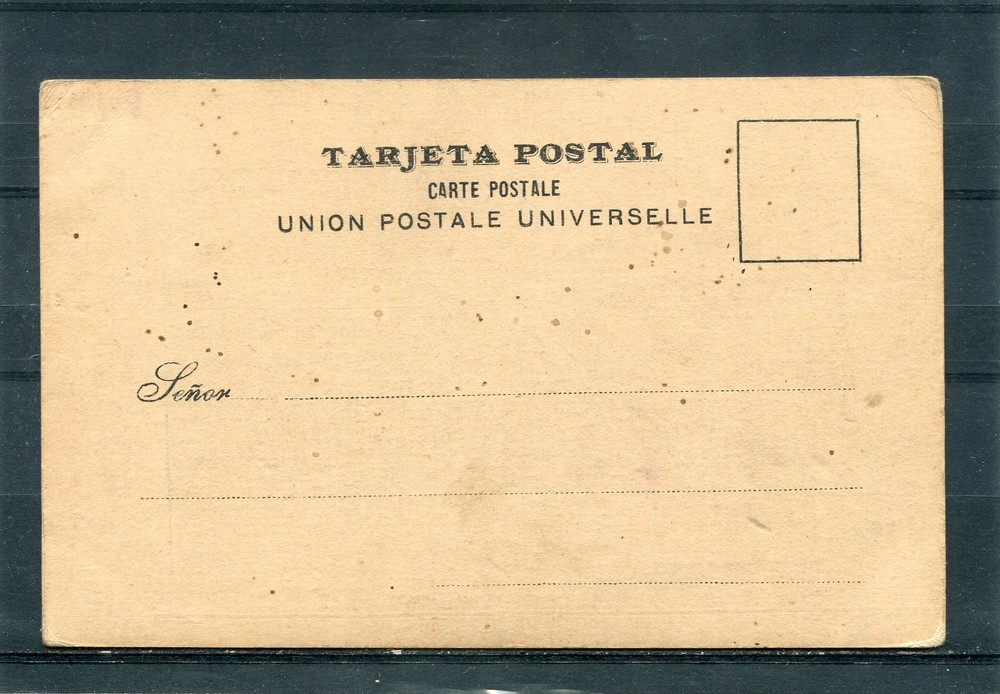 TARJETA POSTAL
CARTE POSTALE
UNION POSTALE UNIVERSELLE
Señor